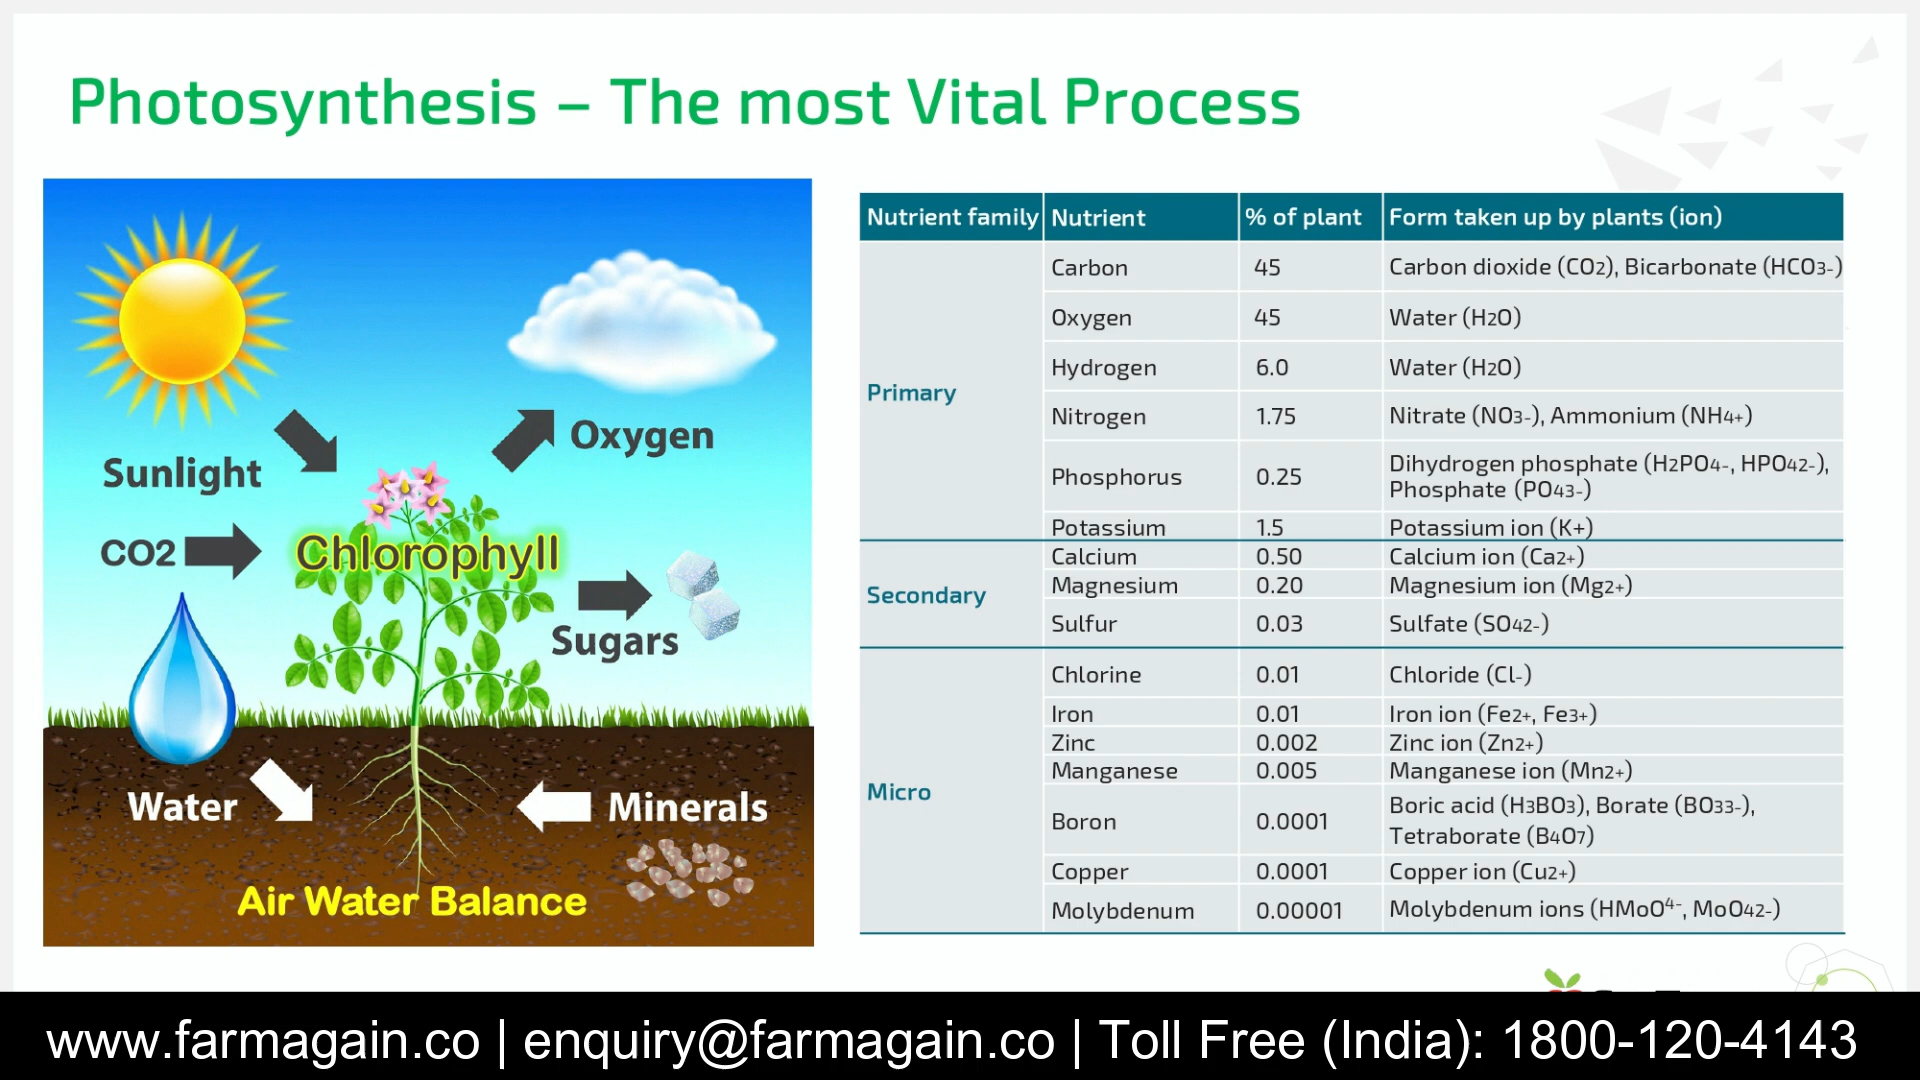 Photosynthesis – The most Vital Process
Sunlight
Oxygen
CO2
Chlorophyll
Sugars
Water
Minerals
Air Water Balance
Nutrient family Nutrient % of plant Form taken up by plants (ion)
Primary
Carbon 45 Carbon dioxide (CO2), Bicarbonate (HCO3-)
Oxygen 45 Water (H2O)
Hydrogen 6.0 Water (H2O)
Nitrogen 1.75 Nitrate (NO3-), Ammonium (NH4+)
Phosphorus 0.25 Dihydrogen phosphate (H2PO4-, HPO42-),
Phosphate (PO43-)
Potassium 1.5 Potassium ion (K+)
Secondary
Calcium 0.50 Calcium ion (Ca2+)
Magnesium 0.20 Magnesium ion (Mg2+)
Sulfur 0.03 Sulfate (SO42-)
Micro
Chlorine 0.01 Chloride (Cl-)
Iron 0.01 Iron ion (Fe2+, Fe3+)
Zinc 0.002 Zinc ion (Zn2+)
Manganese 0.005 Manganese ion (Mn2+)
Boron 0.0001 Boric acid (H3BO3), Borate (BO33-),
Tetraborate (B4O7)
Copper 0.0001 Copper ion (Cu2+)
Molybdenum 0.00001 Molybdenum ions (HMoO⁴⁻, MoO42-)
www.farmagain.co | enquiry@farmagain.co | Toll Free (India): 1800-120-4143